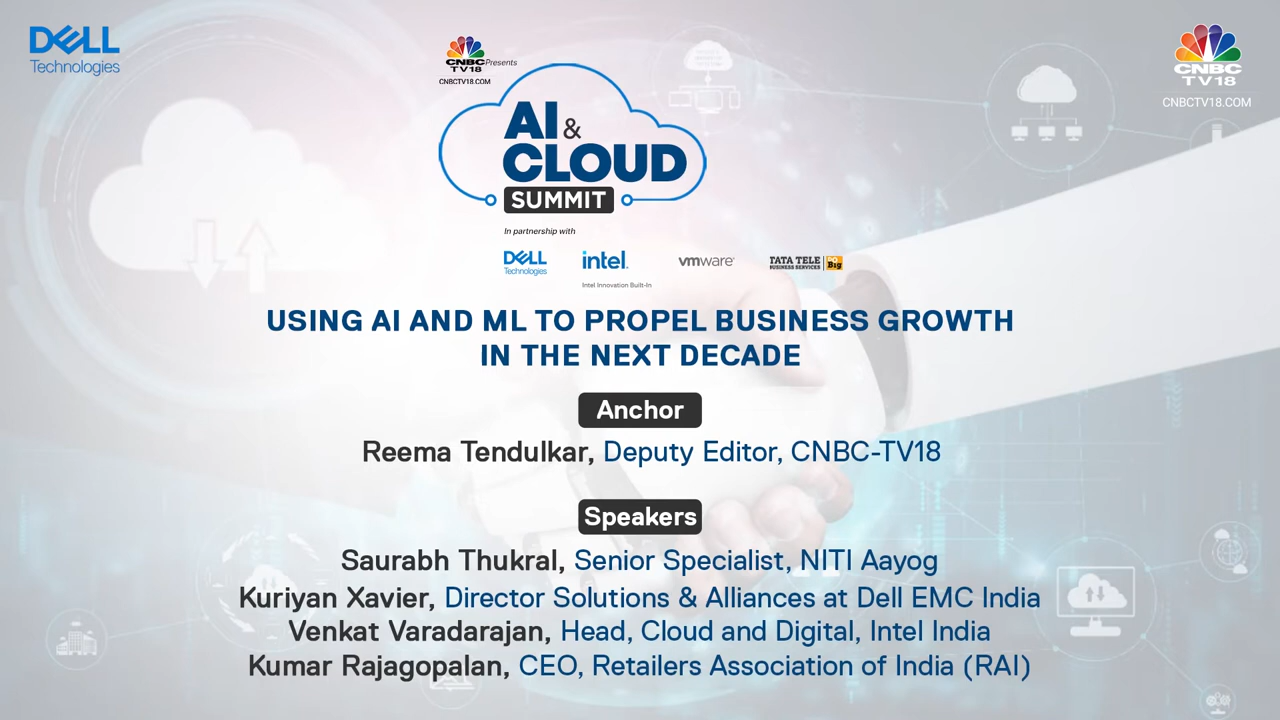 DELL
Technologies
CNBC
TV18
CNBCTV18.COM
CNBC
TV18
Presents
CNBCTV18.COM
AI &
CLOUD
SUMMIT
In partnership with
DELL
Technologies
intel.
Intel Innovation Built-In
vmware
TATA TELE
BUSINESS SERVICES
DO
Big
USING AI AND ML TO PROPEL BUSINESS GROWTH
IN THE NEXT DECADE
Anchor
Reema Tendulkar, Deputy Editor, CNBC-TV18
Speakers
Saurabh Thukral, Senior Specialist, NITI Aayog
Kuriyan Xavier, Director Solutions & Alliances at Dell EMC India
Venkat Varadarajan, Head, Cloud and Digital, Intel India
Kumar Rajagopalan, CEO, Retailers Association of India (RAI)